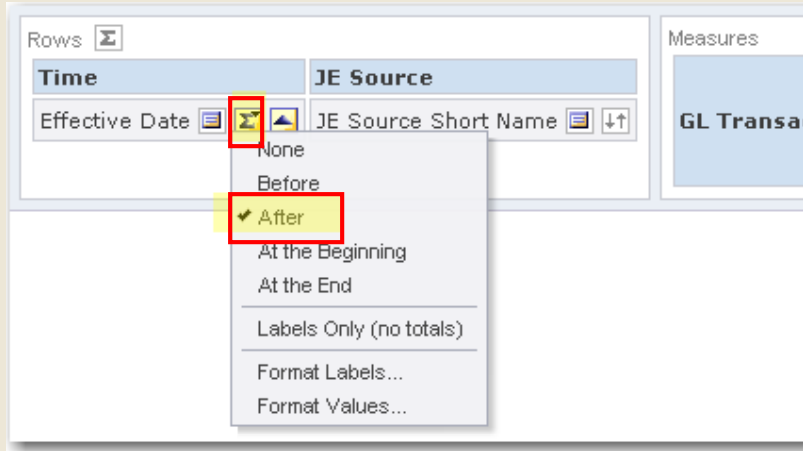 Rows Σ
Measures
Time
JE Source
Effective Date Σ
JE Source Short Name
GL Transa
None
Before
After
At the Beginning
At the End
Labels Only (no totals)
Format Labels...
Format Values...